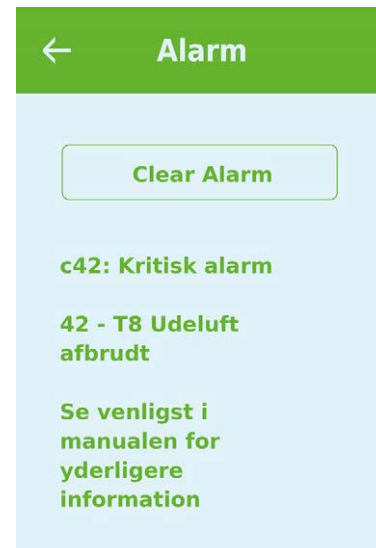 Alarm
Clear Alarm
c42: Kritisk alarm
42 - T8 Udeluft
afbrudt
Se venligst i
manualen for
yderligere
information